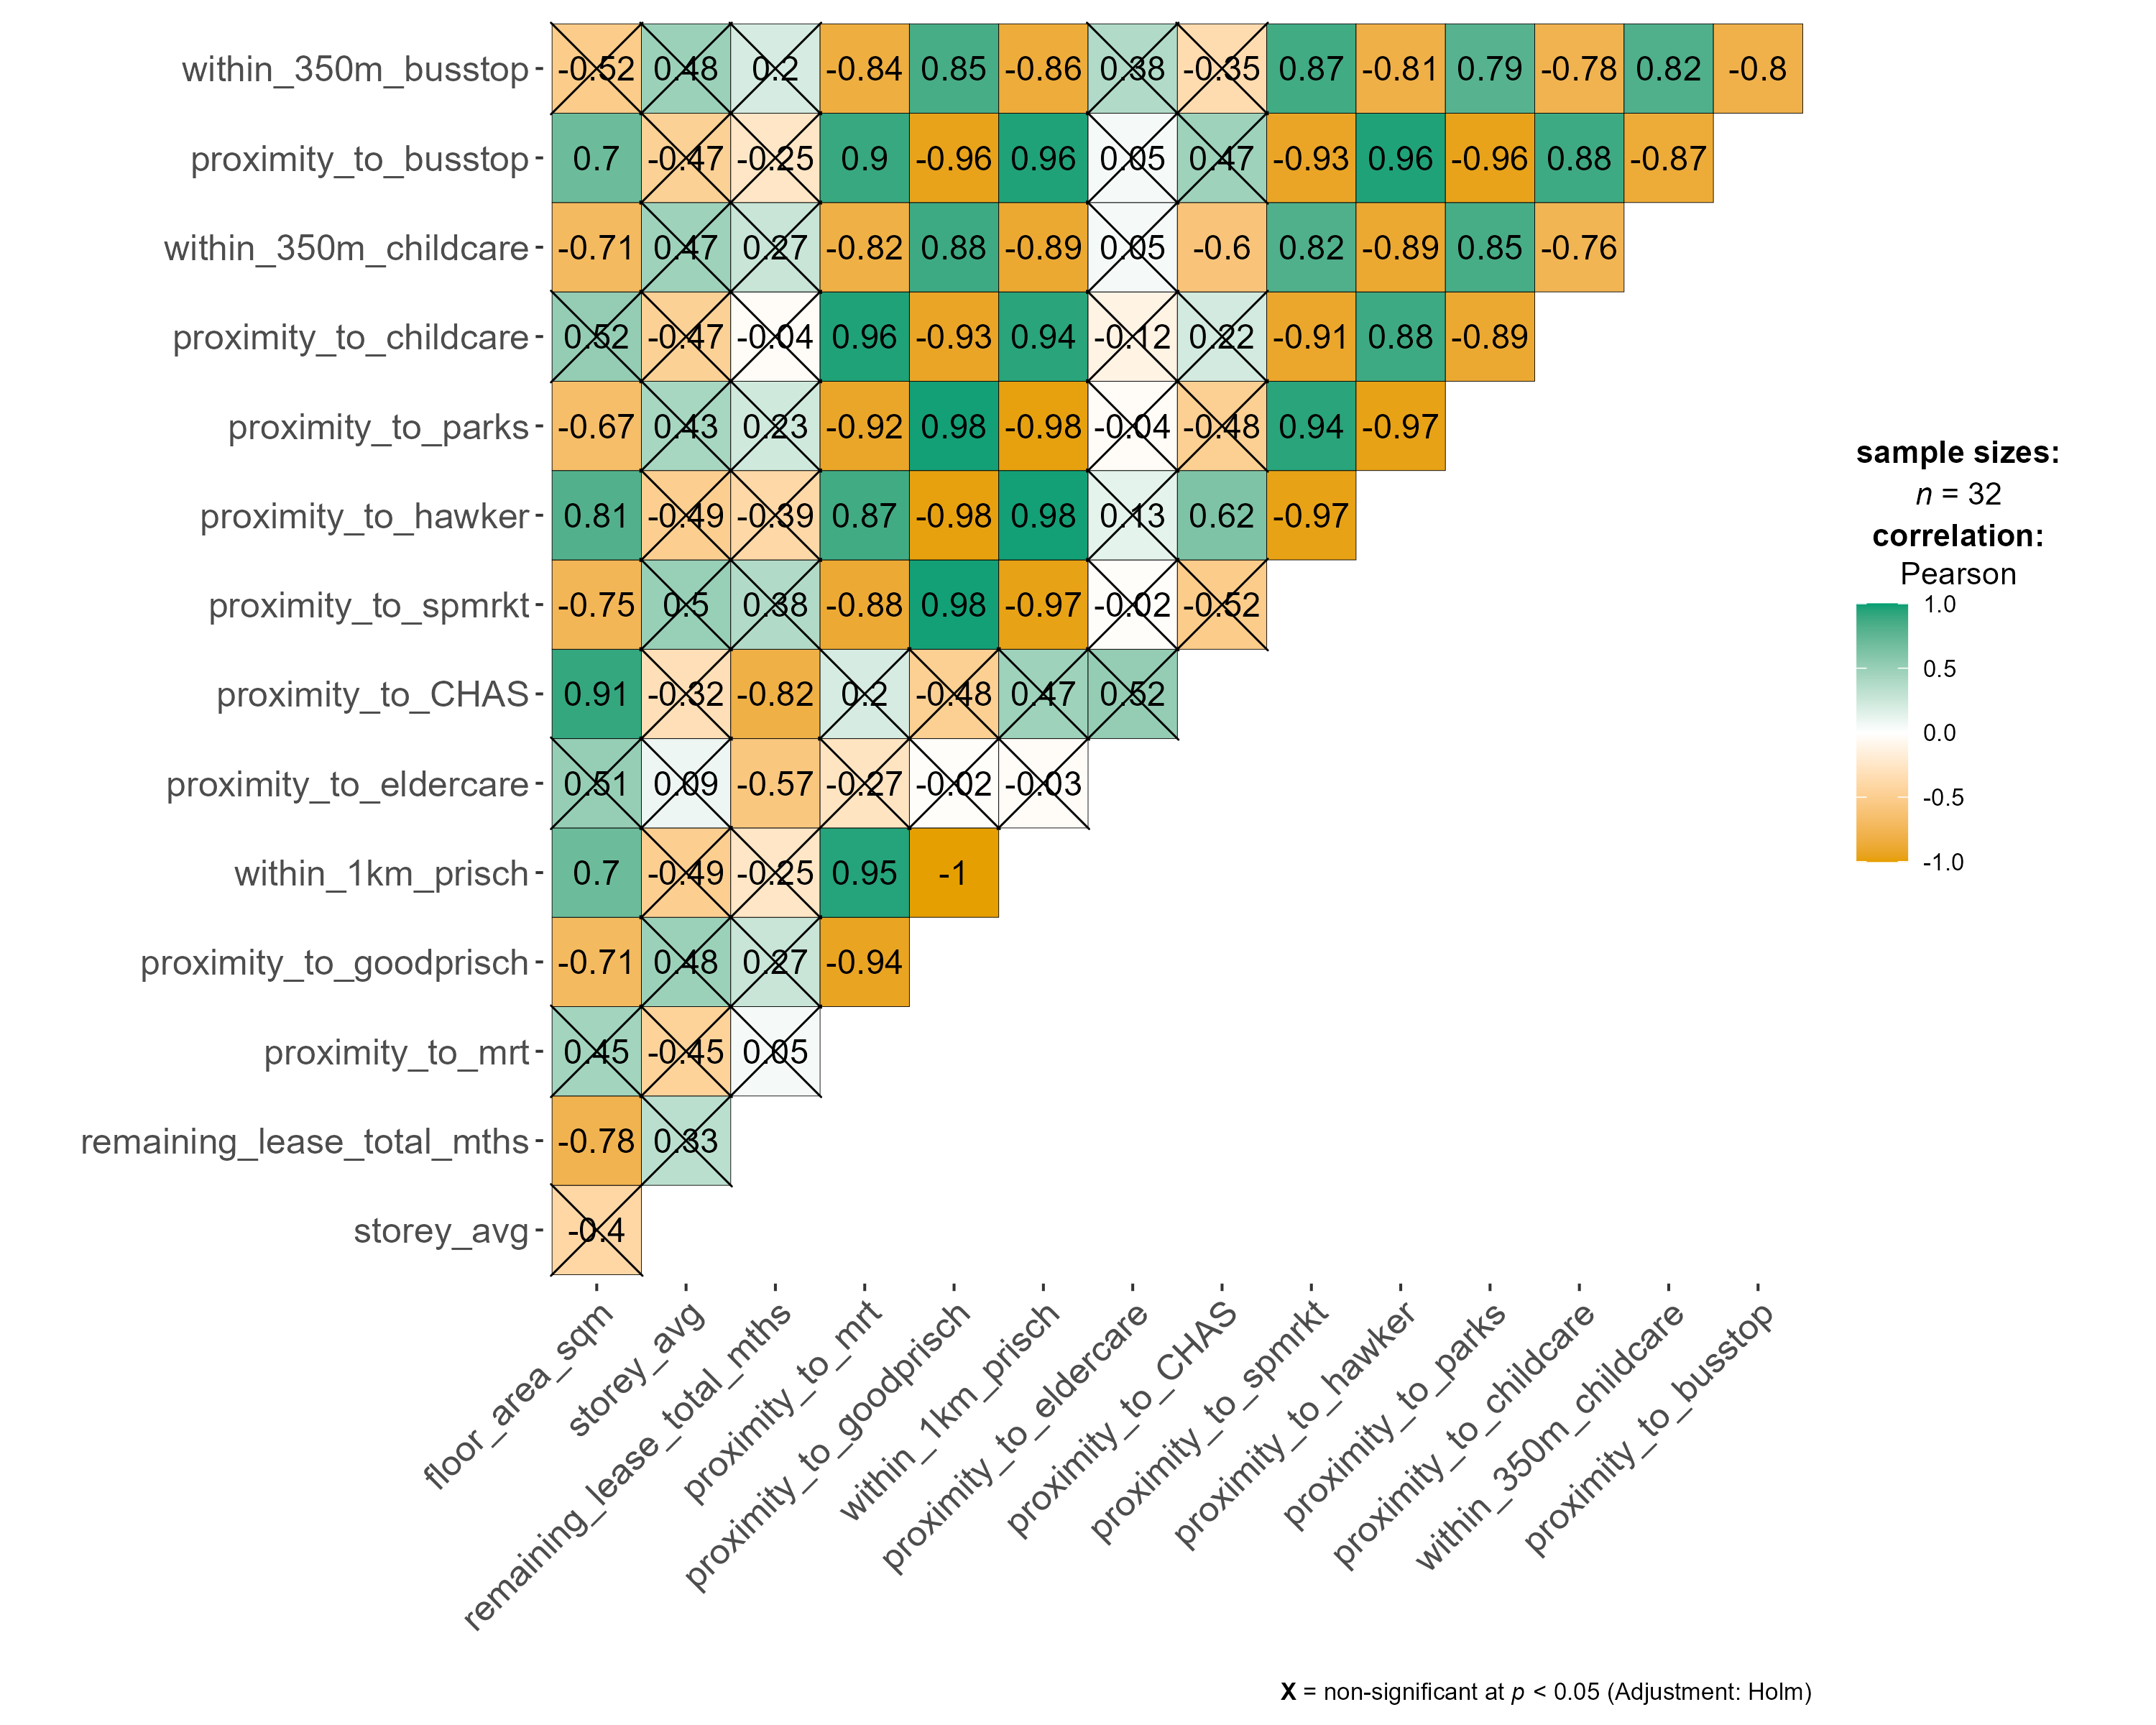 within_350m_busstop -0.52 0.48 0.2 -0.84 0.85 -0.86 0.38 -0.35 0.87 -0.81 0.79 -0.78 0.82 -0.8
proximity_to_busstop 0.7 -0.47 -0.25 0.9 -0.96 0.96 0.05 0.47 -0.93 0.96 -0.96 0.88 -0.87
within_350m_childcare -0.71 0.47 0.27 -0.82 0.88 -0.89 0.05 -0.6 0.82 -0.89 0.85 -0.76
proximity_to_childcare 0.52 -0.47 -0.04 0.96 -0.93 0.94 -0.12 0.22 -0.91 0.88 -0.89
proximity_to_parks -0.67 0.43 0.23 -0.92 0.98 -0.98 -0.04 -0.48 0.94 -0.97
proximity_to_hawker 0.81 -0.49 -0.39 0.87 -0.98 0.98 0.13 0.62 -0.97
proximity_to_spmrkt -0.75 0.5 0.38 -0.88 0.98 -0.97 -0.02 -0.52
proximity_to_CHAS 0.91 -0.32 -0.82 0.2 -0.48 0.47 0.52
proximity_to_eldercare 0.51 0.09 -0.57 -0.27 -0.02 -0.03
within_1km_prisch 0.7 -0.49 -0.25 0.95 -1
proximity_to_goodprisch -0.71 0.48 0.27 -0.94
proximity_to_mrt 0.45 -0.45 0.05
remaining_lease_total_mths -0.78 0.33
storey_avg -0.4
floor_area_sqm
storey_avg
remaining_lease_total_mths
proximity_to_mrt
proximity_to_goodprisch
within_1km_prisch
proximity_to_eldercare
proximity_to_CHAS
proximity_to_spmrkt
proximity_to_hawker
proximity_to_parks
proximity_to_childcare
within_350m_childcare
proximity_to_busstop
sample sizes:
n = 32
correlation:
Pearson
1.0
0.5
0.0
-0.5
-1.0
X = non-significant at p < 0.05 (Adjustment: Holm)